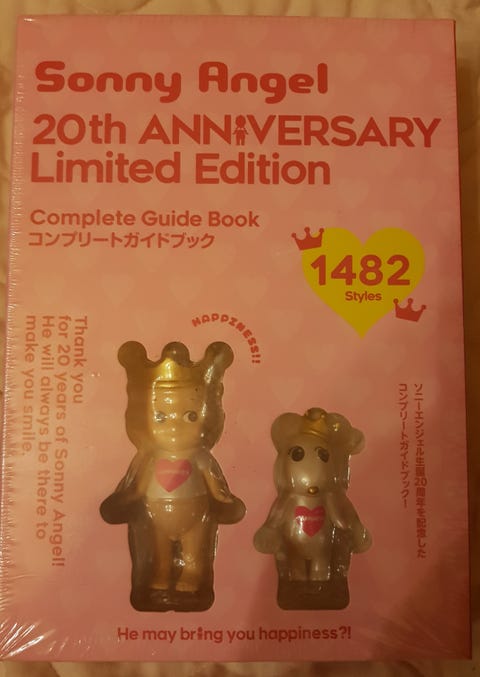 Sonny Angel
20th ANNIVERSARY
Limited Edition
Complete Guide Book
コンプリートガイドブック
1482
Styles
HAPPINESS!!
Thank you
for 20 years of Sonny Angel!
He will always be there to
make you smile.
ソニーエンジェル生誕20周年を記念した
コンプリートガイドブック!
He may bring you happiness?!